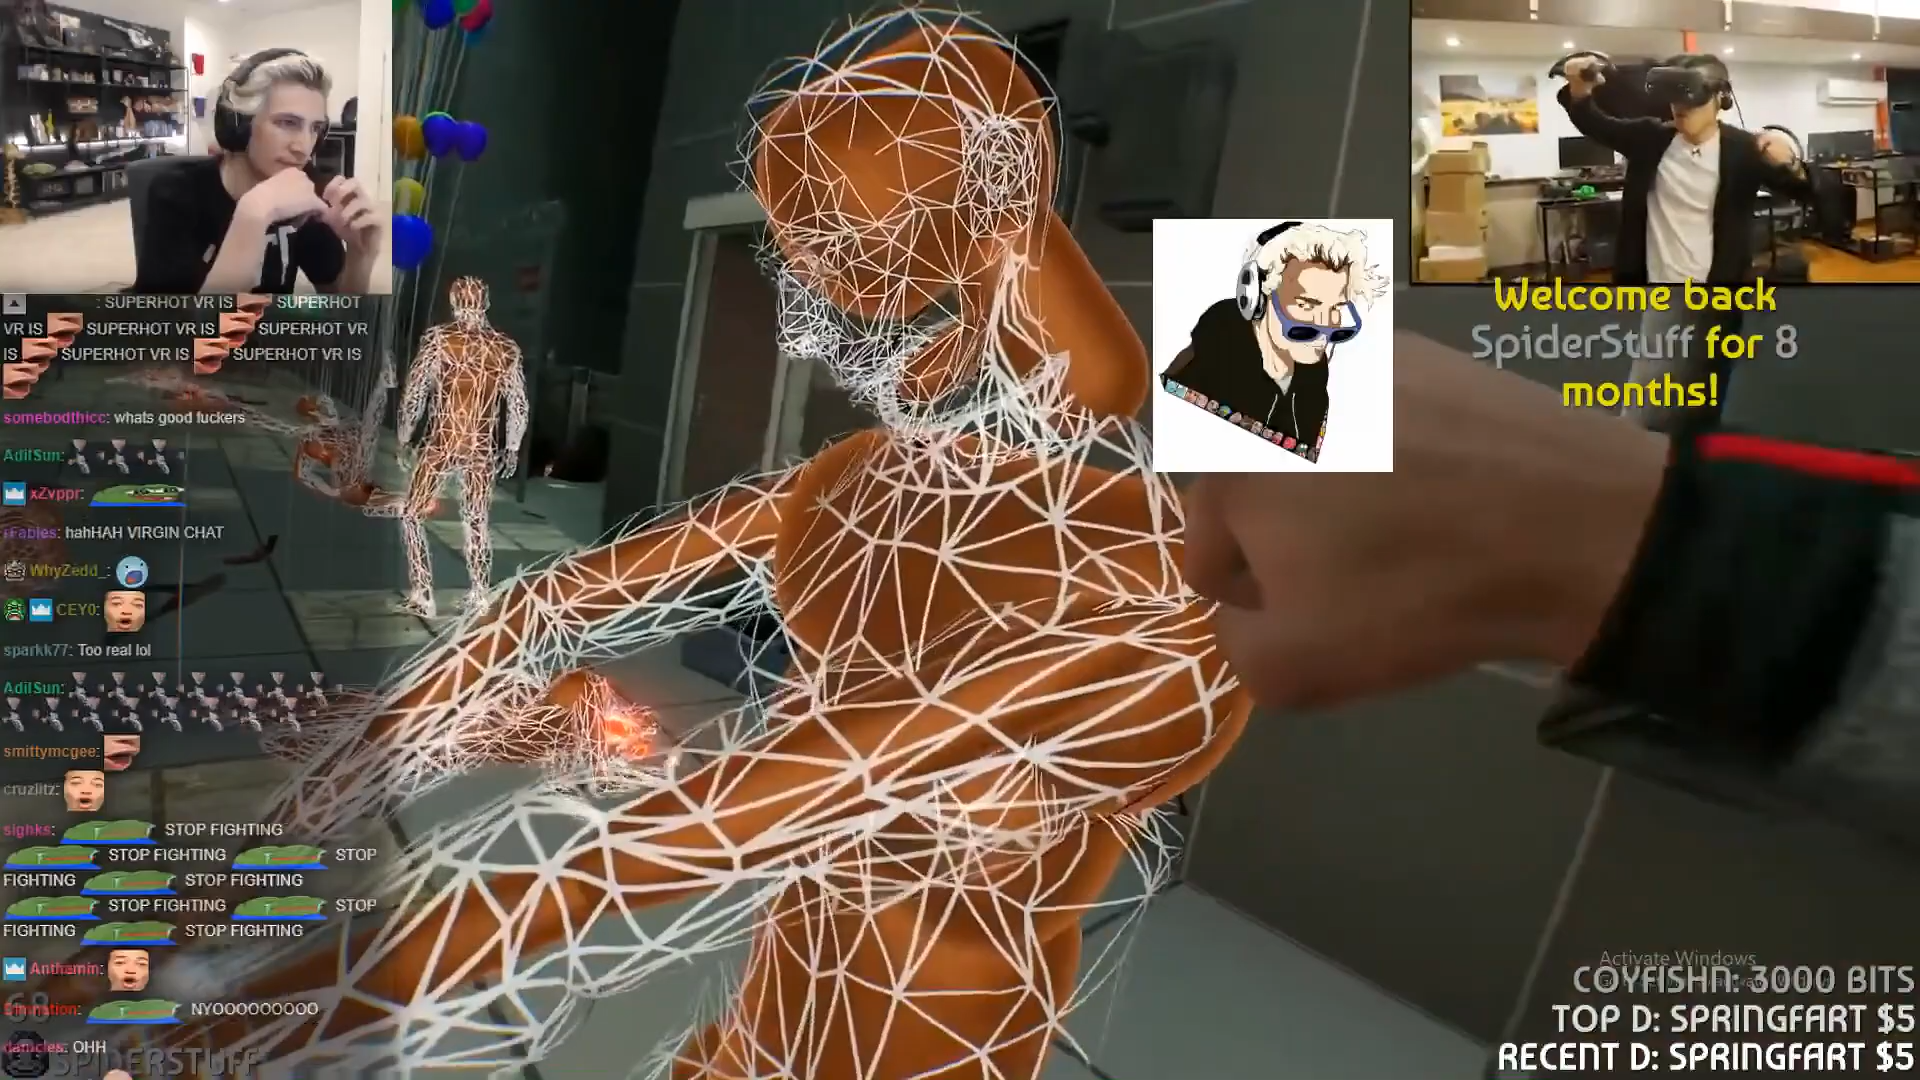 : SUPERHOT VR IS SUPERHOT
VR IS SUPERHOT VR IS SUPERHOT VR
IS SUPERHOT VR IS SUPERHOT VR IS
somebodthicc: whats good fuckers
AdilSun:
xZvppr:
rFables: hahHAH VIRGIN CHAT
WhyZedd_:
CEY0:
sparkk77: Too real lol
AdilSun:
smittymcgee:
cruzlitz:
sighks: STOP FIGHTING
STOP FIGHTING STOP
FIGHTING STOP FIGHTING
STOP FIGHTING STOP
FIGHTING STOP FIGHTING
Anthamin:
NYOOOOOOOOO
damcles: OHH
SPIDERSTUFF
68
Welcome back
SpiderStuff for 8
months!
Activate Windows
COYFISHN: 3000 BITS
TOP D: SPRINGFART $5
RECENT D: SPRINGFART $5